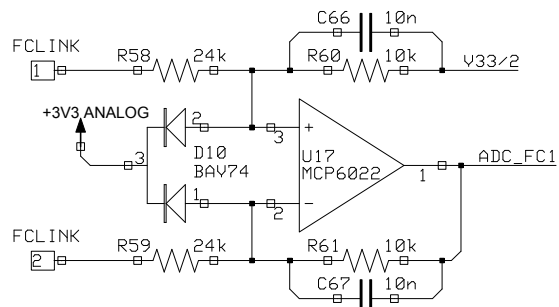 C66 10n
FCLINK R58 24k R60 10k
1 V33/2
+3V3 ANALOG
2
3 + 
3 D10 U17
BAV74 MCP6022 1 ADC_FC1
1
2 −
FCLINK R59 24k R61 10k
2
C67 10n